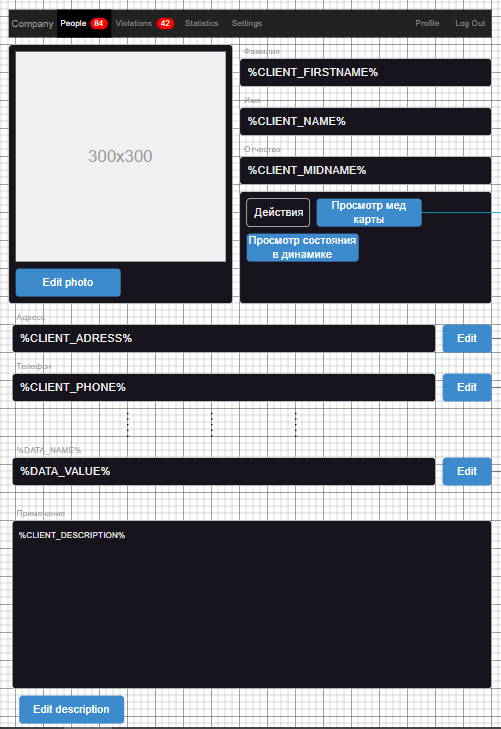 Company People 84 Violations 42 Statistics Settings Profile Log Out
300x300
Edit photo
Фамилия
%CLIENT_FIRSTNAME%
Имя
%CLIENT_NAME%
Отчество
%CLIENT_MIDNAME%
Действия
Просмотр мед
карты
Просмотр состояния
в динамике
Адресс
%CLIENT_ADRESS% Edit
Телефон
%CLIENT_PHONE% Edit
%DATA_NAME%
%DATA_VALUE% Edit
Примечание
%CLIENT_DESCRIPTION%
Edit description